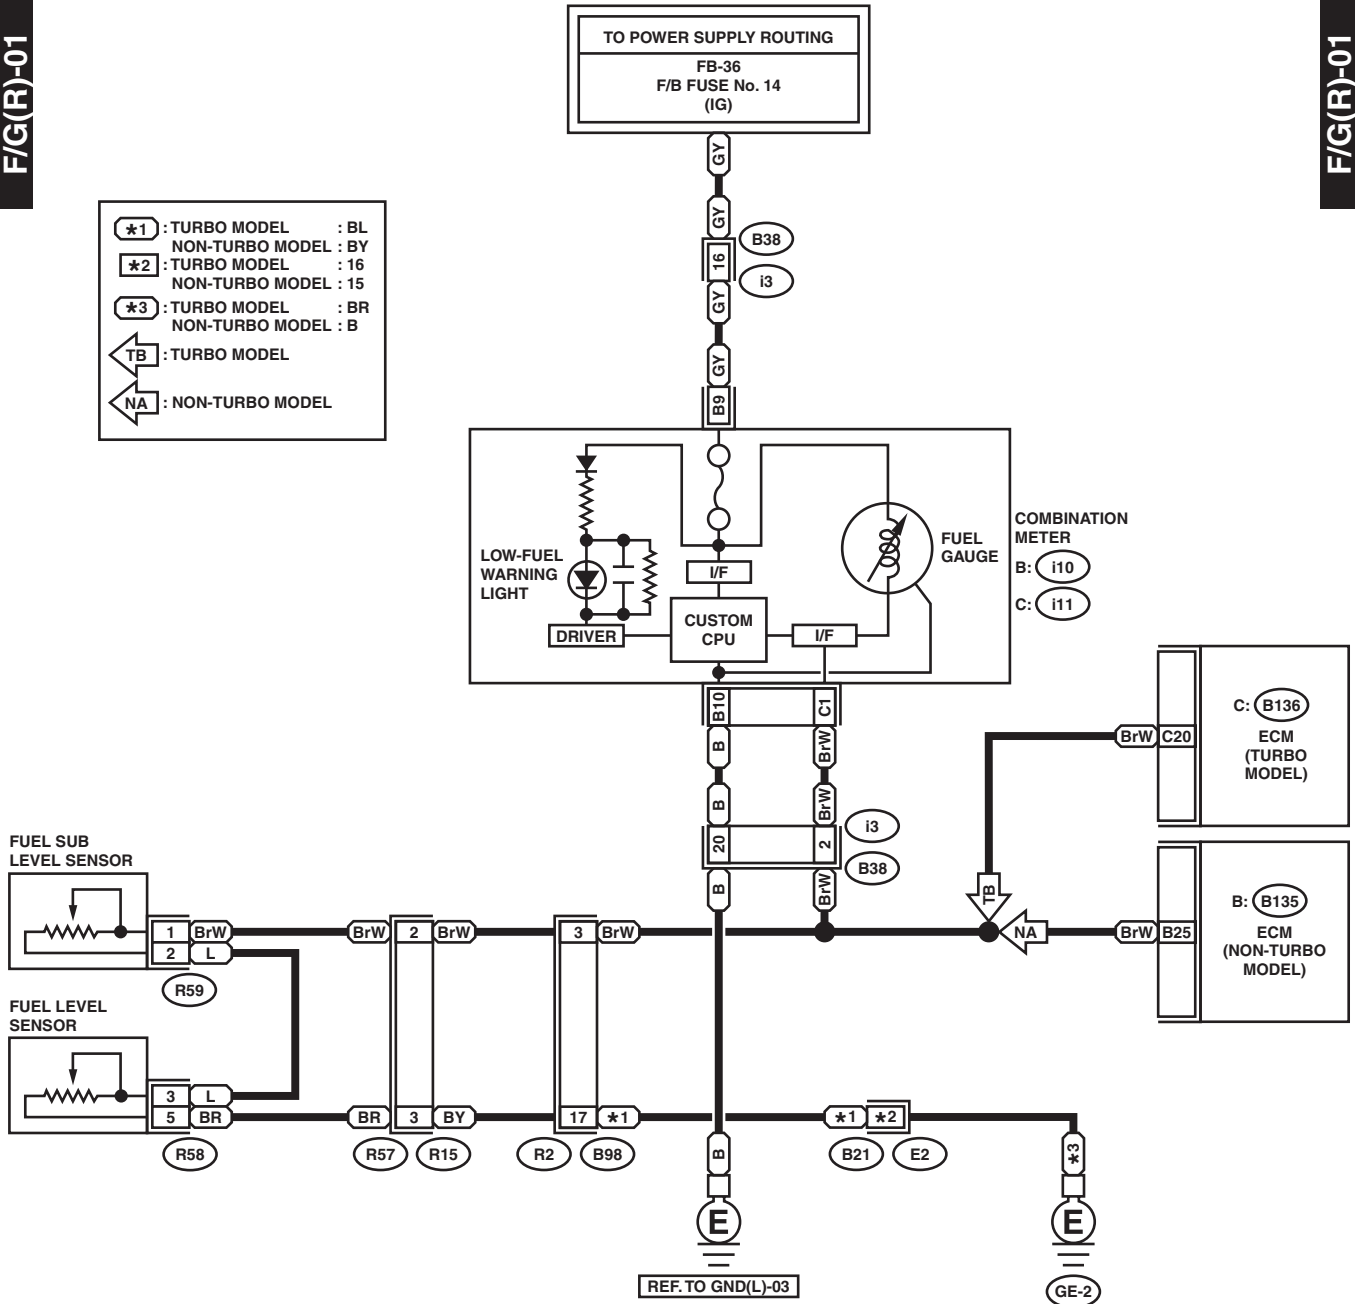 F/G(R)-01
F/G(R)-01
TO POWER SUPPLY ROUTING
FB-36
F/B FUSE No. 14
(IG)
GY
GY
B38
16
i3
GY
GY
B9
*1 : TURBO MODEL : BL
NON-TURBO MODEL : BY
*2 : TURBO MODEL : 16
NON-TURBO MODEL : 15
*3 : TURBO MODEL : BR
NON-TURBO MODEL : B
TB : TURBO MODEL
NA : NON-TURBO MODEL
LOW-FUEL
WARNING
LIGHT
DRIVER
I/F
CUSTOM
CPU
I/F
FUEL
GAUGE
COMBINATION
METER
B: i10
C: i11
B10
C1
B
BrW
B
BrW
20
2
i3
B38
B
BrW
BrW C20
C: B136
ECM
(TURBO
MODEL)
TB
NA
BrW B25
B: B135
ECM
(NON-TURBO
MODEL)
FUEL SUB
LEVEL SENSOR
1 BrW
2 L
R59
BrW 2 BrW
3 BrW
FUEL LEVEL
SENSOR
3 L
5 BR
R58
BR 3 BY
R57
R15
17 *1
R2
B98
*1 *2
B21
E2
B
E
REF. TO GND(L)-03
*3
E
GE-2